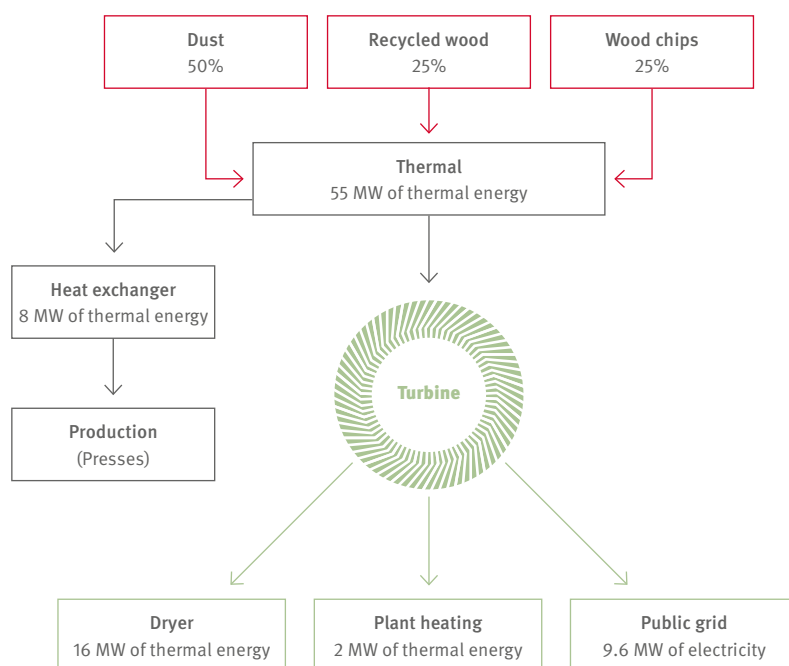 Dust
50%
Recycled wood
25%
Wood chips
25%
Thermal
55 MW of thermal energy
Heat exchanger
8 MW of thermal energy
Production
(Presses)
Turbine
Dryer
16 MW of thermal energy
Plant heating
2 MW of thermal energy
Public grid
9.6 MW of electricity